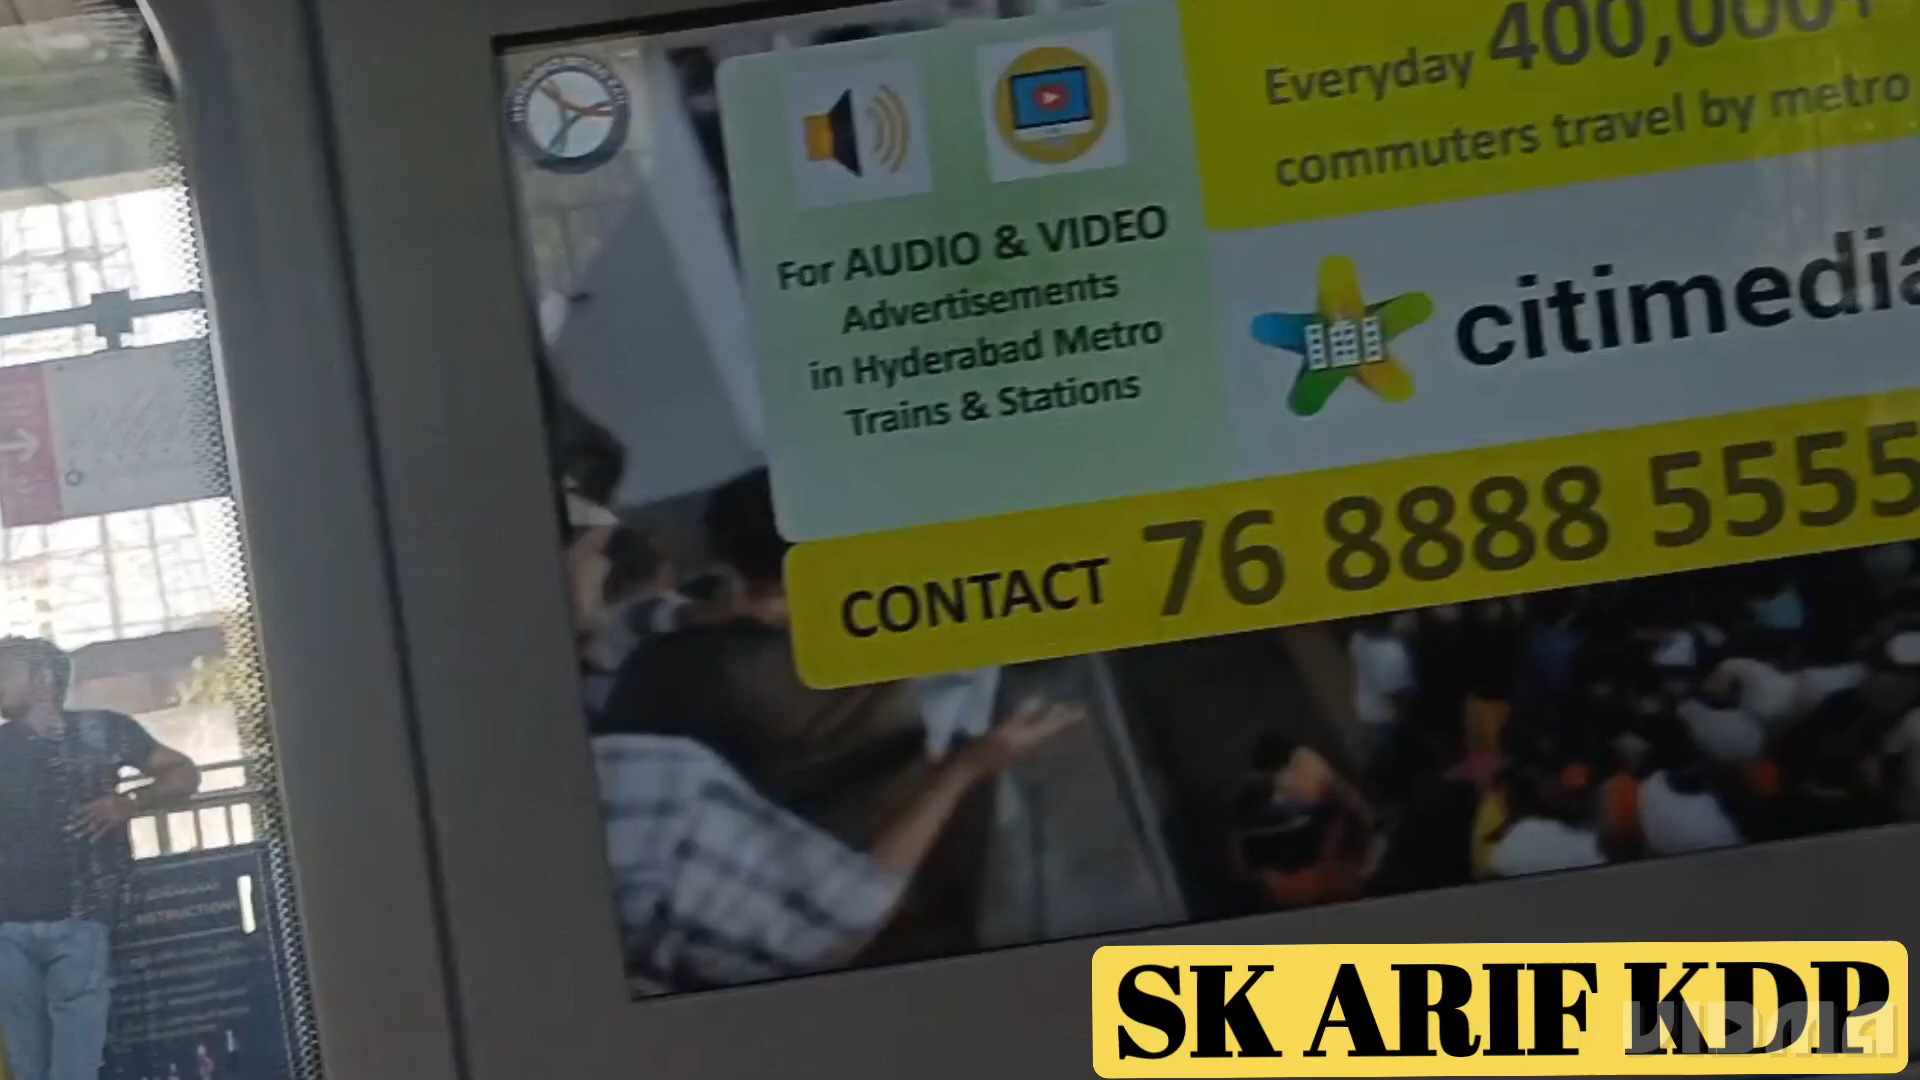 Everyday 400,000+
commuters travel by metro
For AUDIO & VIDEO
Advertisements
in Hyderabad Metro
Trains & Stations
citimedia
CONTACT 76 8888 5555
SK ARIF KDP
VIDMA